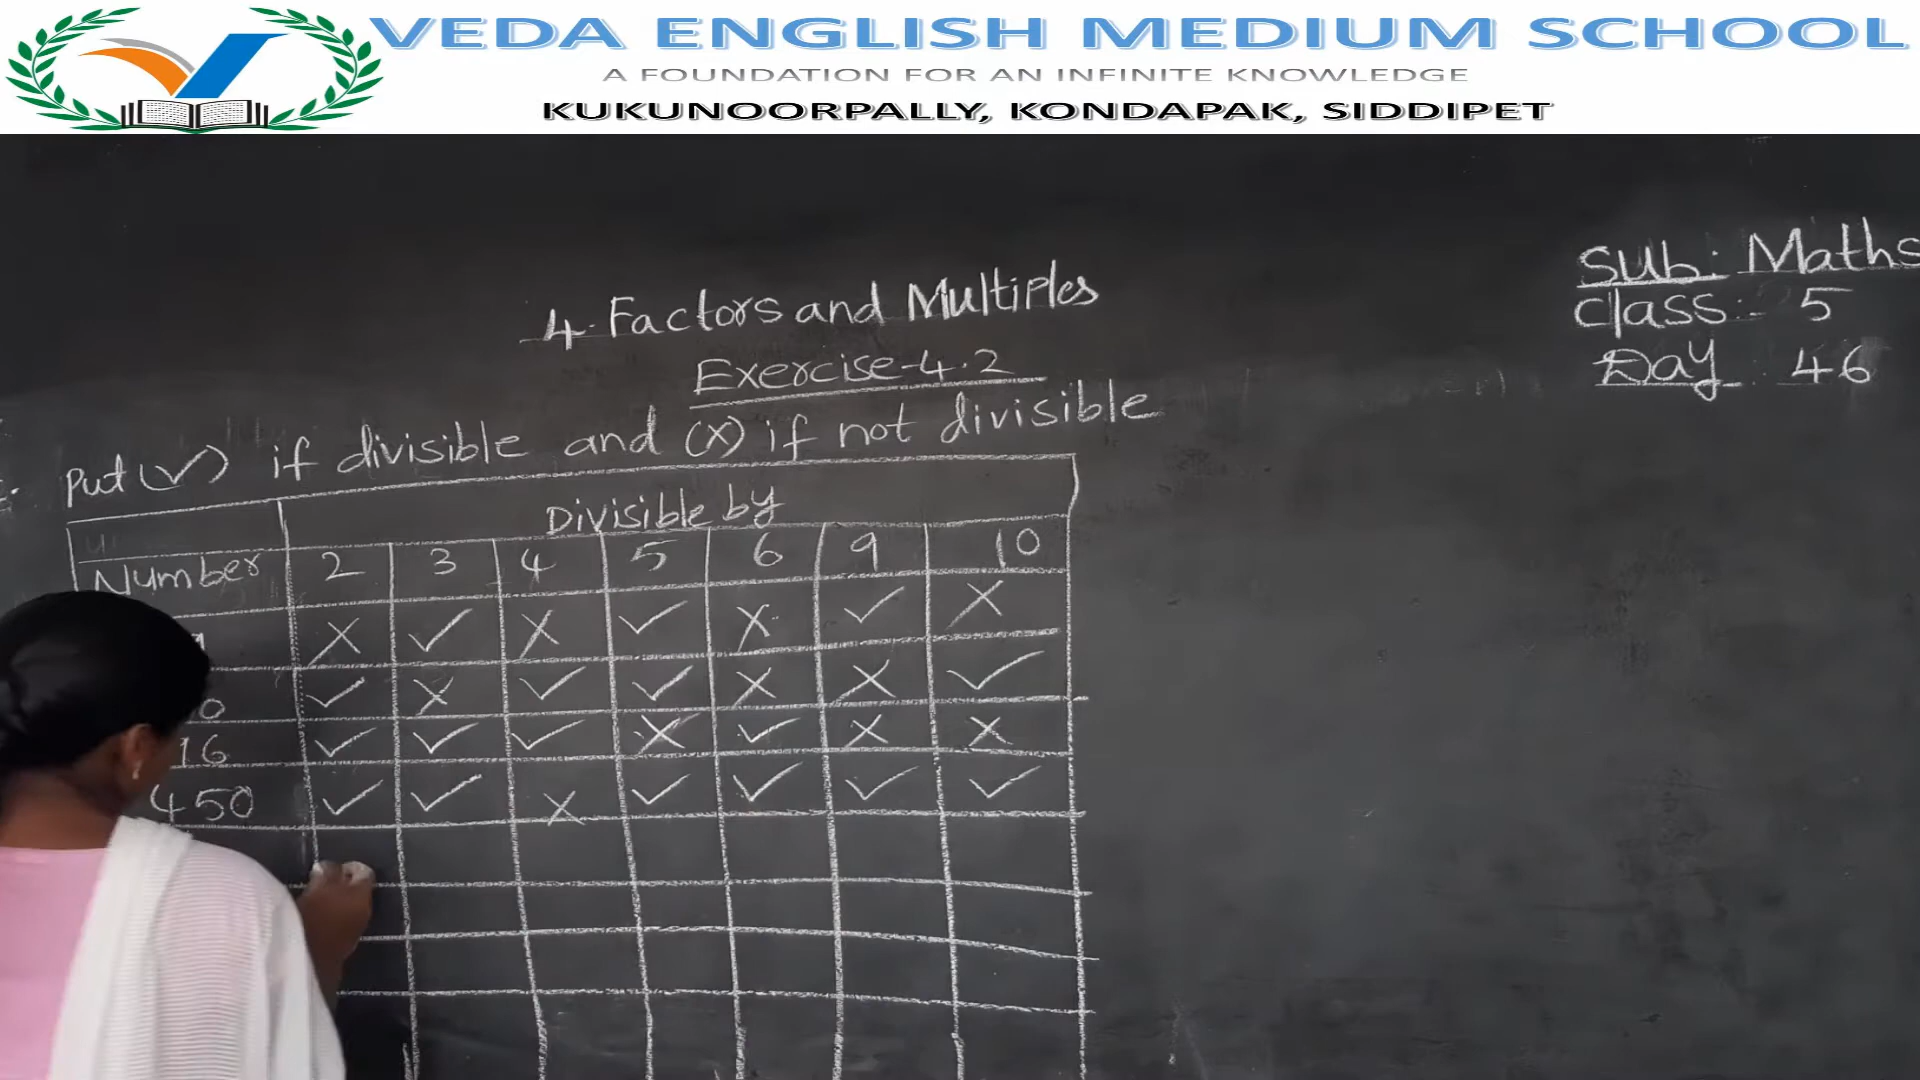 VEDA ENGLISH MEDIUM SCHOOL
A FOUNDATION FOR AN INFINITE KNOWLEDGE
KUKUNOORPALLY, KONDAPAK, SIDDIPET
Sub: Maths
Class:- 5
Day 46
4. Factors and Multiples
Exercise-4.2
Put (✓) if divisible and (x) if not divisible
Divisible by
Number 2 3 4 5 6 9 10
x ✓ x ✓ x ✓ x
0 ✓ x ✓ ✓ x x ✓
16 ✓ ✓ ✓ x ✓ x x
450 ✓ ✓ x ✓ ✓ ✓ ✓